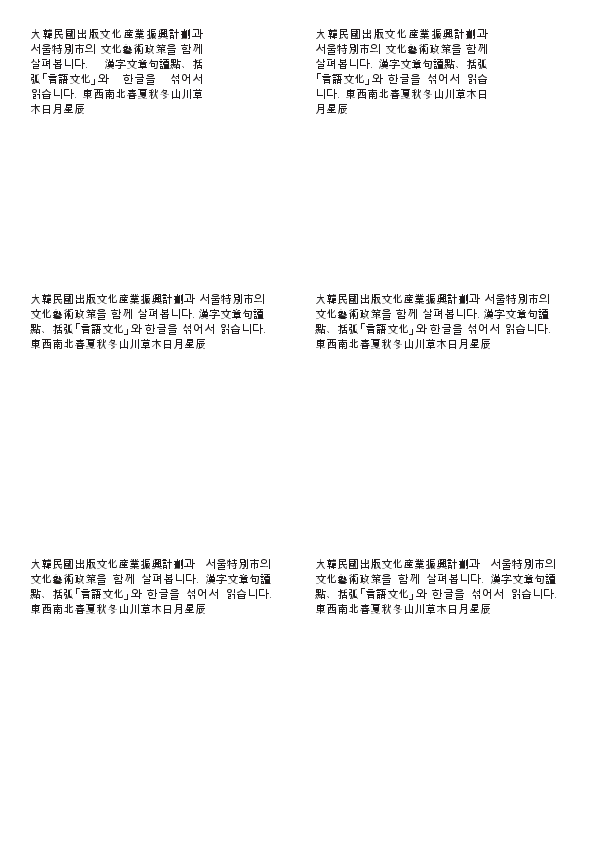 大韓民國出版文化産業振興計劃과
서울特別市의 文化藝術政策을 함께
살펴봅니다. 漢字文章句讀點、括
弧「言語文化」와 한글을 섞어서
읽습니다. 東西南北春夏秋冬山川草
木日月星辰
大韓民國出版文化産業振興計劃과
서울特別市의 文化藝術政策을 함께
살펴봅니다. 漢字文章句讀點、括弧
「言語文化」와 한글을 섞어서 읽습
니다. 東西南北春夏秋冬山川草木日
月星辰
大韓民國出版文化産業振興計劃과 서울特別市의
文化藝術政策을 함께 살펴봅니다. 漢字文章句讀
點、括弧「言語文化」와 한글을 섞어서 읽습니다.
東西南北春夏秋冬山川草木日月星辰
大韓民國出版文化産業振興計劃과 서울特別市의
文化藝術政策을 함께 살펴봅니다. 漢字文章句讀
點、括弧「言語文化」와 한글을 섞어서 읽습니다.
東西南北春夏秋冬山川草木日月星辰
大韓民國出版文化産業振興計劃과 서울特別市의
文化藝術政策을 함께 살펴봅니다. 漢字文章句讀
點、括弧「言語文化」와 한글을 섞어서 읽습니다.
東西南北春夏秋冬山川草木日月星辰
大韓民國出版文化産業振興計劃과 서울特別市의
文化藝術政策을 함께 살펴봅니다. 漢字文章句讀
點、括弧「言語文化」와 한글을 섞어서 읽습니다.
東西南北春夏秋冬山川草木日月星辰